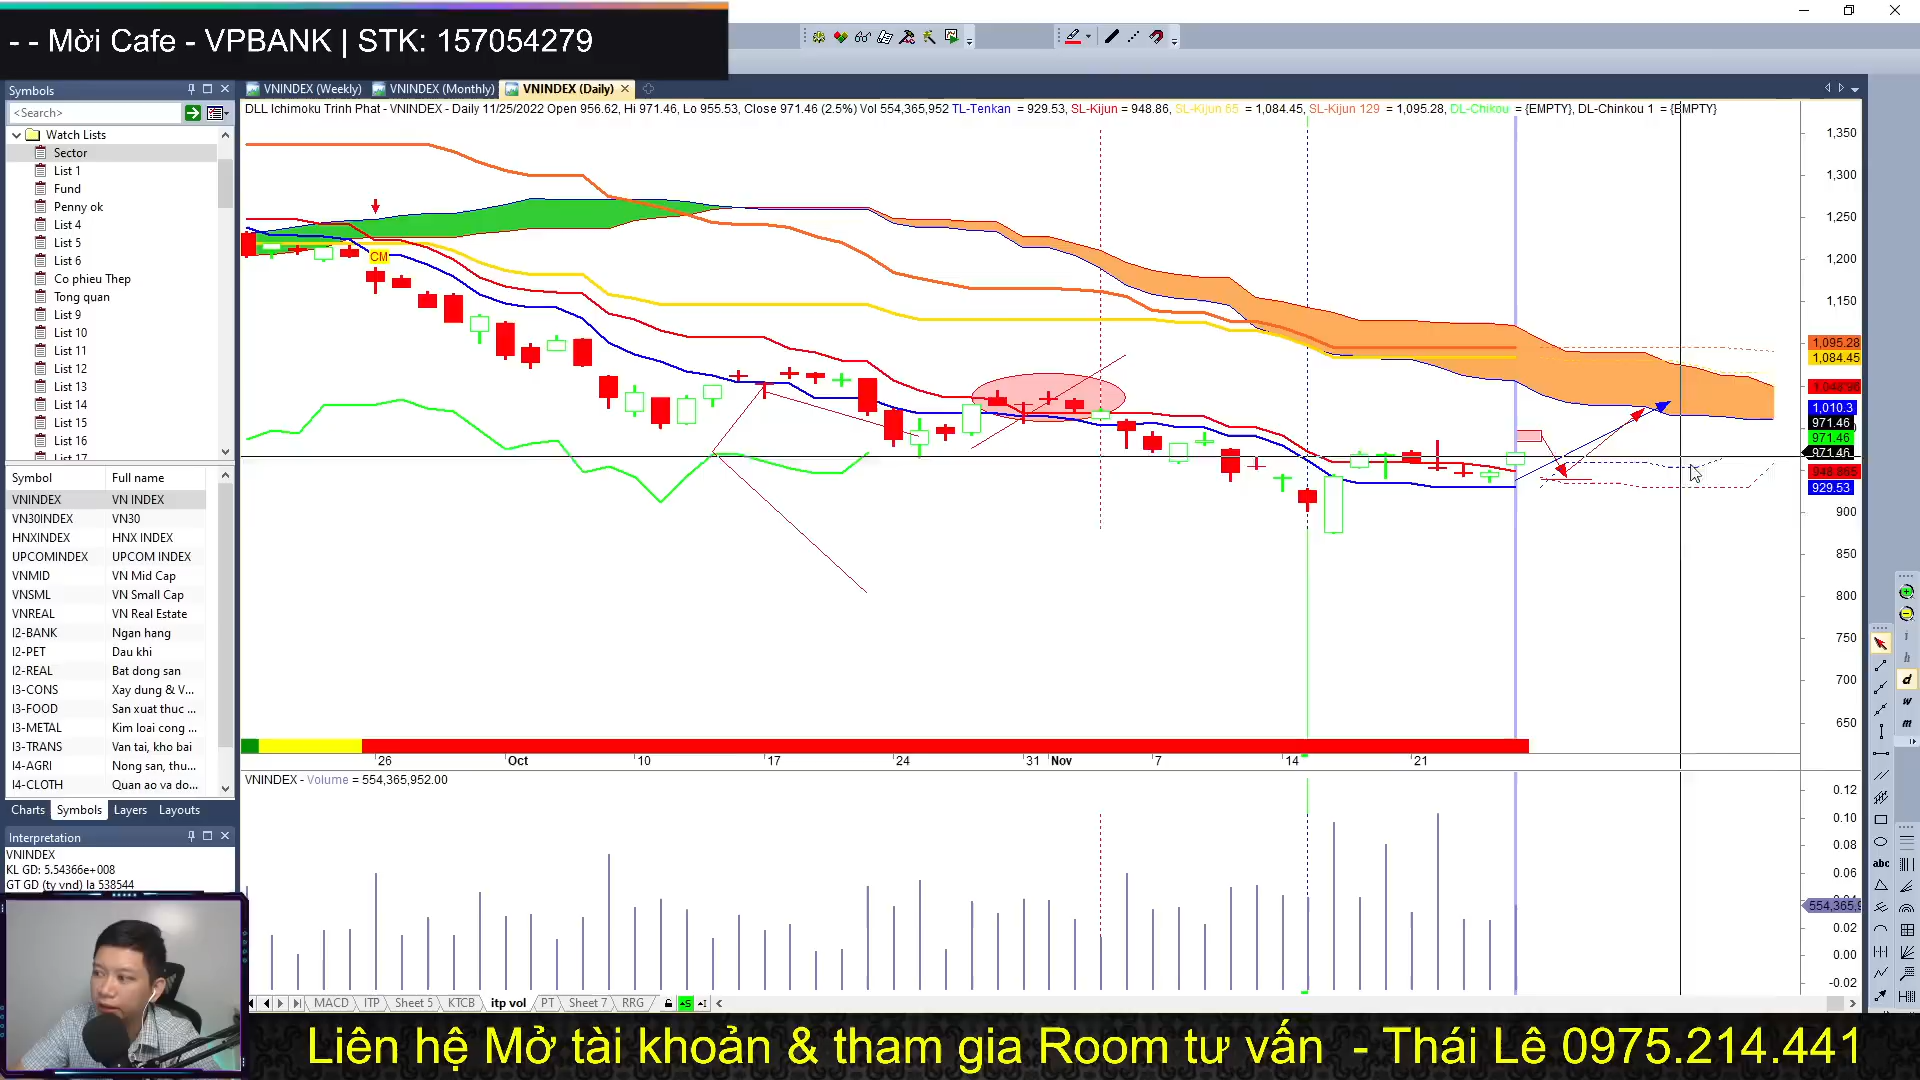 - - Mời Cafe - VPBANK | STK: 157054279
Symbols
<Search>
Watch Lists
Sector
List 1
Fund
Penny ok
List 4
List 5
List 6
Co phieu Thep
Tong quan
List 9
List 10
List 11
List 12
List 13
List 14
List 15
List 16
List 17
Symbol Full name
VNINDEX VN INDEX
VN30INDEX VN30
HNXINDEX HNX INDEX
UPCOMINDEX UPCOM INDEX
VNMID VN Mid Cap
VNSML VN Small Cap
VNREAL VN Real Estate
I2-BANK Ngan hang
I2-PET Dau khi
I2-REAL Bat dong san
I3-CONS Xay dung & V...
I3-FOOD San xuat thuc ...
I3-METAL Kim loai cong ...
I3-TRANS Van tai, kho bai
I4-AGRI Nong san, thu...
I4-CLOTH Quan ao va do...
Charts Symbols Layers Layouts
Interpretation
VNINDEX
KL GD: 5.54366e+008
GT GD (ty vnd) la 538544
VNINDEX (Weekly) VNINDEX (Monthly) VNINDEX (Daily)
DLL Ichimoku Trinh Phat - VNINDEX - Daily 11/25/2022 Open 956.62, Hi 971.46, Lo 955.53, Close 971.46 (2.5%) Vol 554,365,952 TL-Tenkan = 929.53, SL-Kijun = 948.86, SL-Kijun 65 = 1,084.45, SL-Kijun 129 = 1,095.28, DL-Chikou = {EMPTY}, DL-Chinkou 1 = {EMPTY}
CM
1,350
1,300
1,250
1,200
1,150
1,095.28
1,084.45
1,010.3
971.46
971.46
971.46
948.865
929.53
900
850
800
750
700
650
26 Oct 10 17 24 31 Nov 7 14 21
VNINDEX - Volume = 554,365,952.00
0.12
0.10
0.08
0.06
554,365,9
0.02
0.00
-0.02
MACD ITP Sheet 5 KTCB itp vol PT Sheet 7 RRG
i
h
d
w
m
abc
Liên hệ Mở tài khoản & tham gia Room tư vấn - Thái Lê 0975.214.441